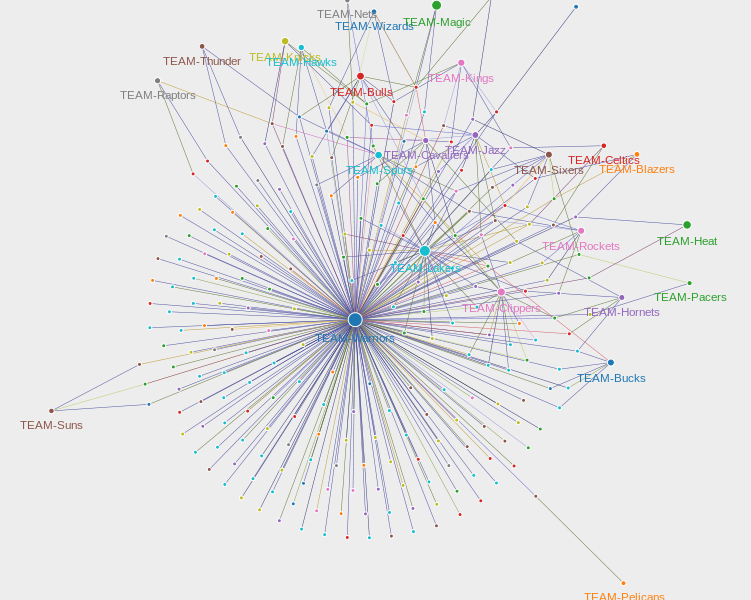 TEAM-Nets
TEAM-Wizards
TEAM-Magic
TEAM-Thunder
TEAM-Knicks
TEAM-Hawks
TEAM-Kings
TEAM-Raptors
TEAM-Bulls
TEAM-Cavaliers
TEAM-Jazz
TEAM-Spurs
TEAM-Sixers
TEAM-Celtics
TEAM-Blazers
TEAM-Rockets
TEAM-Heat
TEAM-Lakers
TEAM-Pacers
TEAM-Clippers
TEAM-Hornets
TEAM-Warriors
TEAM-Bucks
TEAM-Suns
TEAM-Pelicans